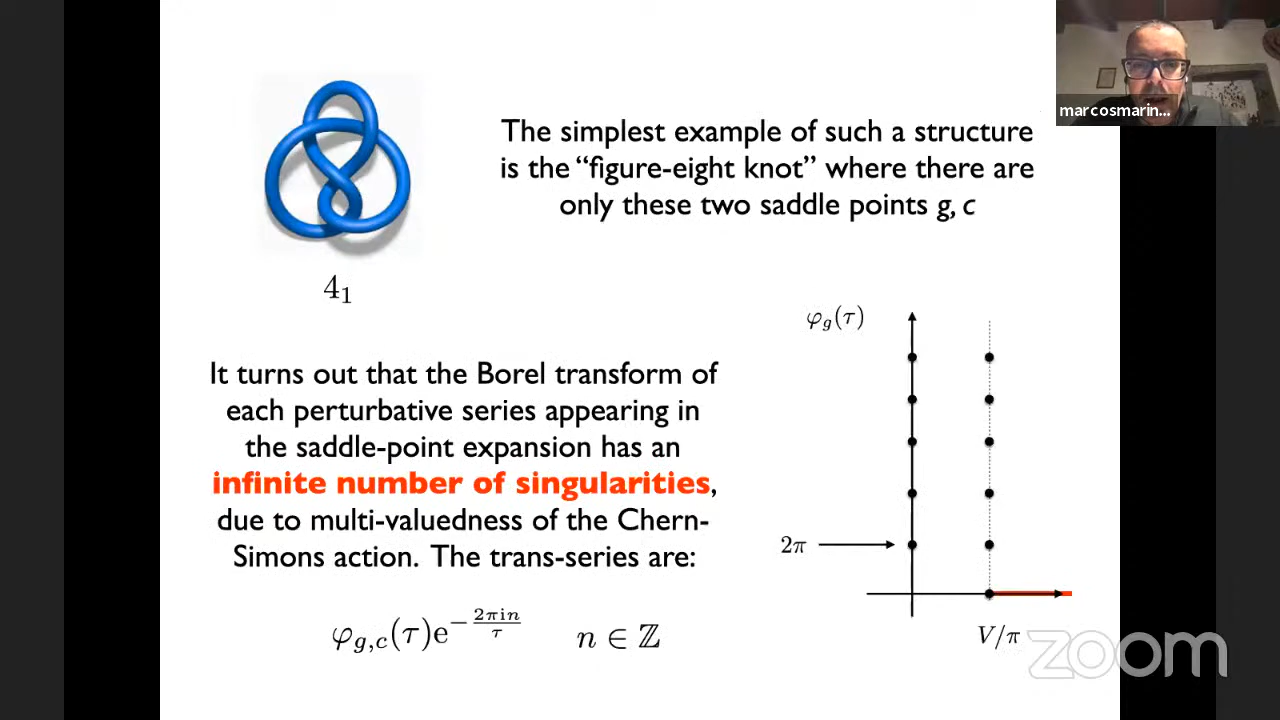 marcosmarin...
The simplest example of such a structure
is the “figure-eight knot” where there are
only these two saddle points g, c
4₁
φ_g(τ)
It turns out that the Borel transform of
each perturbative series appearing in
the saddle-point expansion has an
infinite number of singularities,
due to multi-valuedness of the Chern-
Simons action. The trans-series are:
2π
φ_{g,c}(τ)e^{-\frac{2πin}{τ}} n ∈ ℤ
V/π
zoom